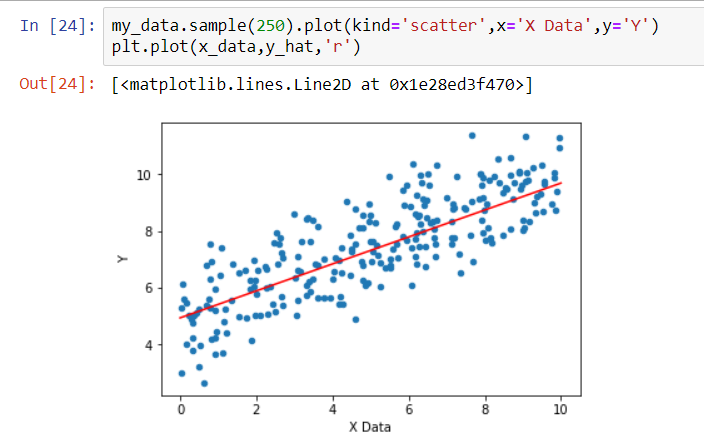 In [24]: my_data.sample(250).plot(kind='scatter',x='X Data',y='Y')
plt.plot(x_data,y_hat,'r')
Out[24]: [<matplotlib.lines.Line2D at 0x1e28ed3f470>]
10
8
Y
6
4
0 2 4 6 8 10
X Data